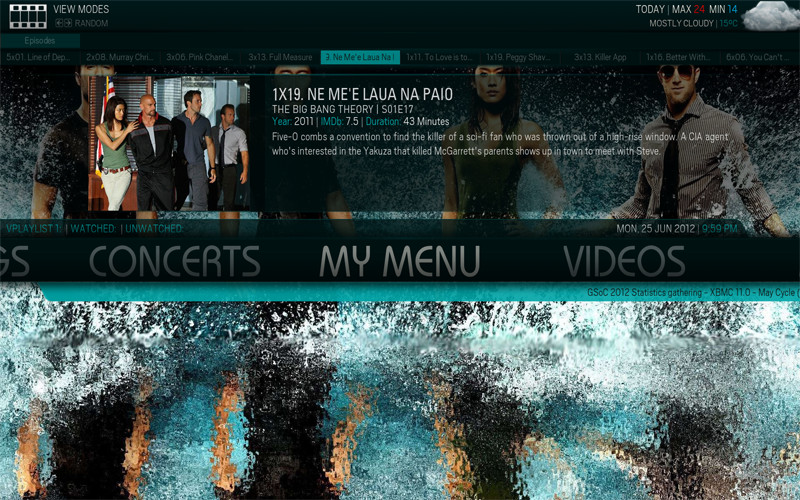 VIEW MODES
RANDOM
TODAY | MAX 24 MIN 14
MOSTLY CLOUDY | 15ºC
Episodes
5x01. Line of Dep... 2x08. Murray Chri... 3x06. Pink Chanel... 3x13. Full Measure 9. Ne Me'e Laua Na 1x11. To Love is to... 1x19. Peggy Shav... 3x13. Killer App 1x16. Better With... 6x06. You Can't ...
1X19. NE ME'E LAUA NA PAIO
THE BIG BANG THEORY | S01E17
Year: 2011 | IMDb: 7.5 | Duration: 43 Minutes
Five-O combs a convention to find the killer of a sci-fi fan who was thrown out of a high-rise window. A CIA agent
who's interested in the Yakuza that killed McGarrett's parents shows up in town to meet with Steve.
VPLAYLIST 1: | WATCHED: | UNWATCHED:
MON, 25 JUN 2012 | 9:59 PM
GS CONCERTS MY MENU VIDEOS
GSoC 2012 Statistics gathering - XBMC 11.0 - May Cycle